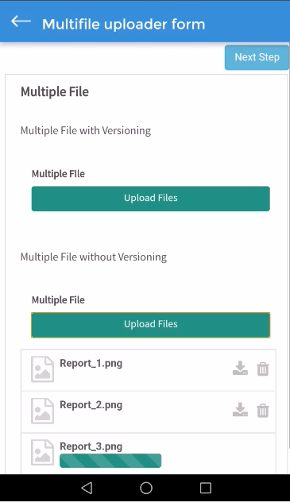 Multifile uploader form
Next Step
Multiple File
Multiple File with Versioning
Multiple File
Upload Files
Multiple File without Versioning
Multiple File
Upload Files
Report_1.png
Report_2.png
Report_3.png